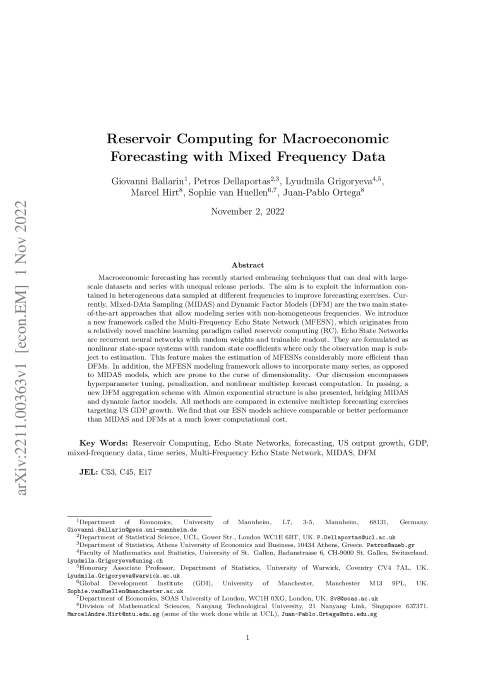 Reservoir Computing for Macroeconomic
Forecasting with Mixed Frequency Data
Giovanni Ballarin¹, Petros Dellaportas²,³, Lyudmila Grigoryeva⁴,⁵,
Marcel Hirt⁸, Sophie van Huellen⁶,⁷, Juan-Pablo Ortega⁸
November 2, 2022
Abstract
Macroeconomic forecasting has recently started embracing techniques that can deal with large-
scale datasets and series with unequal release periods. The aim is to exploit the information con-
tained in heterogeneous data sampled at different frequencies to improve forecasting exercises. Cur-
rently, MIxed-DAta Sampling (MIDAS) and Dynamic Factor Models (DFM) are the two main state-
of-the-art approaches that allow modeling series with non-homogeneous frequencies. We introduce
a new framework called the Multi-Frequency Echo State Network (MFESN), which originates from
a relatively novel machine learning paradigm called reservoir computing (RC). Echo State Networks
are recurrent neural networks with random weights and trainable readout. They are formulated as
nonlinear state-space systems with random state coefficients where only the observation map is sub-
ject to estimation. This feature makes the estimation of MFESNs considerably more efficient than
DFMs. In addition, the MFESN modeling framework allows to incorporate many series, as opposed
to MIDAS models, which are prone to the curse of dimensionality. Our discussion encompasses
hyperparameter tuning, penalization, and nonlinear multistep forecast computation. In passing, a
new DFM aggregation scheme with Almon exponential structure is also presented, bridging MIDAS
and dynamic factor models. All methods are compared in extensive multistep forecasting exercises
targeting US GDP growth. We find that our ESN models achieve comparable or better performance
than MIDAS and DFMs at a much lower computational cost.
Key Words: Reservoir Computing, Echo State Networks, forecasting, US output growth, GDP,
mixed-frequency data, time series, Multi-Frequency Echo State Network, MIDAS, DFM
JEL: C53, C45, E17
¹Department of Economics, University of Mannheim, L7, 3-5, Mannheim, 68131, Germany.
Giovanni.Ballarin@gess.uni-mannheim.de
²Department of Statistical Science, UCL, Gower Str., London WC1E 6BT, UK. P.Dellaportas@ucl.ac.uk
³Department of Statistics, Athens University of Economics and Business, 10434 Athens, Greece. Petros@aueb.gr
⁴Faculty of Mathematics and Statistics, University of St. Gallen, Bodanstrasse 6, CH-9000 St. Gallen, Switzerland.
Lyudmila.Grigoryeva@unisg.ch
⁵Honorary Associate Professor, Department of Statistics, University of Warwick, Coventry CV4 7AL, UK.
Lyudmila.Grigoryeva@warwick.ac.uk
⁶Global Development Institute (GDI), University of Manchester, Manchester M13 9PL, UK.
Sophie.vanHuellen@manchester.ac.uk
⁷Department of Economics, SOAS University of London, WC1H 0XG, London, UK. Sv8@soas.ac.uk
⁸Division of Mathematical Sciences, Nanyang Technological University, 21 Nanyang Link, Singapore 637371.
MarcelAndre.Hirt@ntu.edu.sg (some of the work done while at UCL), Juan-Pablo.Ortega@ntu.edu.sg
1
arXiv:2211.00363v1 [econ.EM] 1 Nov 2022